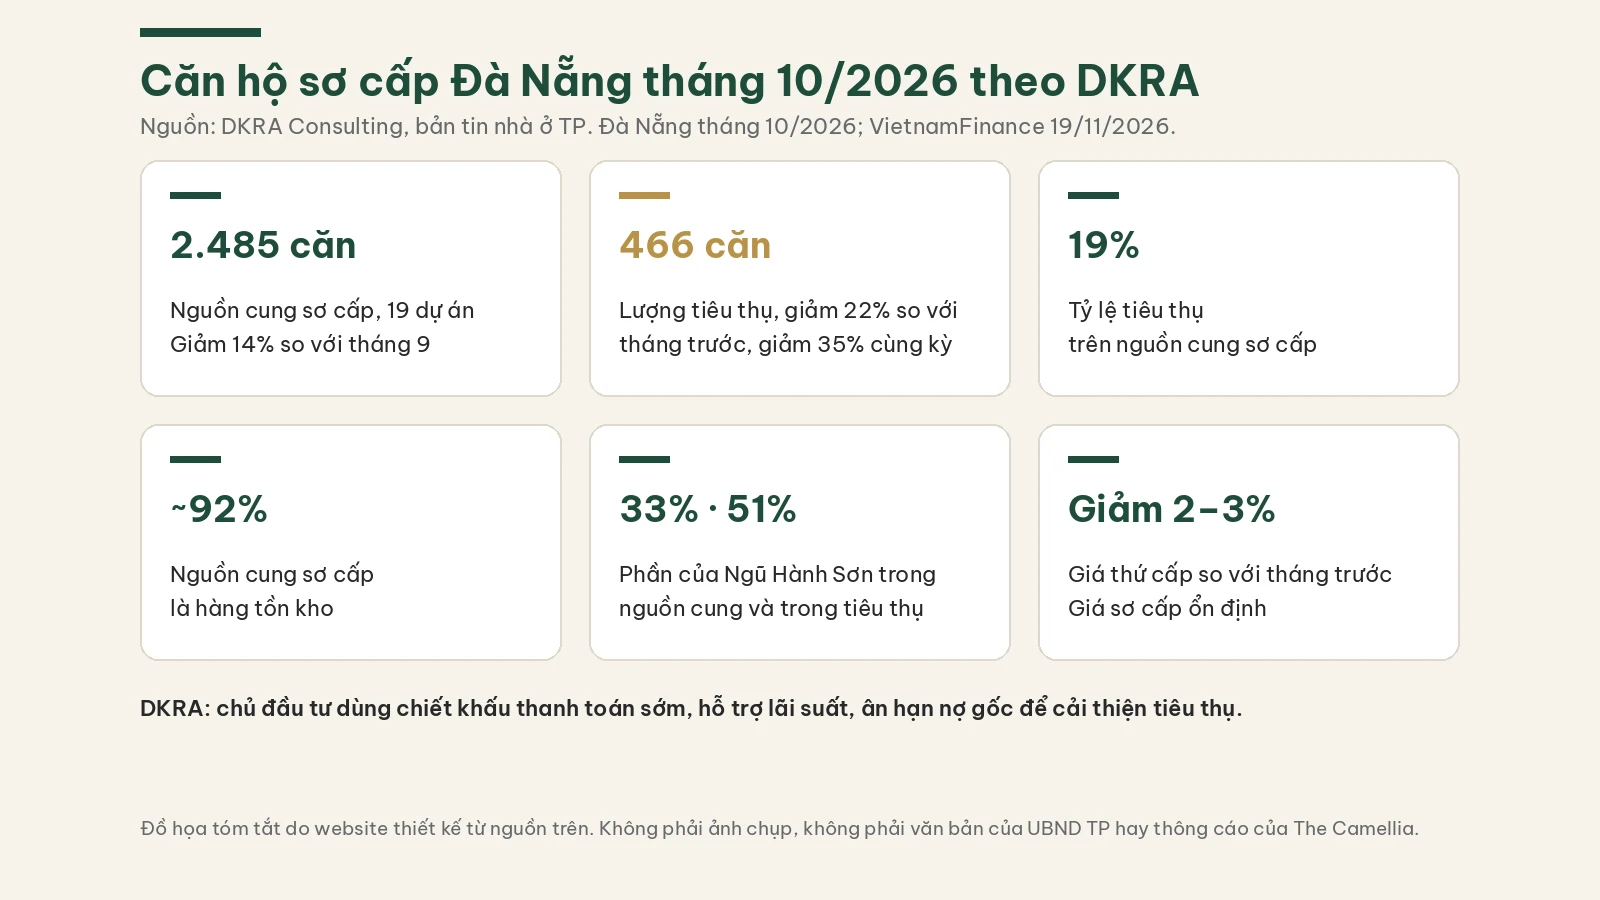 Căn hộ sơ cấp Đà Nẵng tháng 10/2026 theo DKRA
Nguồn: DKRA Consulting, bản tin nhà ở TP. Đà Nẵng tháng 10/2026; VietnamFinance 19/11/2026.
2.485 căn
Nguồn cung sơ cấp, 19 dự án
Giảm 14% so với tháng 9
466 căn
Lượng tiêu thụ, giảm 22% so với
tháng trước, giảm 35% cùng kỳ
19%
Tỷ lệ tiêu thụ
trên nguồn cung sơ cấp
~92%
Nguồn cung sơ cấp
là hàng tồn kho
33% · 51%
Phần của Ngũ Hành Sơn trong
nguồn cung và trong tiêu thụ
Giảm 2–3%
Giá thứ cấp so với tháng trước
Giá sơ cấp ổn định
DKRA: chủ đầu tư dùng chiết khấu thanh toán sớm, hỗ trợ lãi suất, ân hạn nợ gốc để cải thiện tiêu thụ.
Đồ họa tóm tắt do website thiết kế từ nguồn trên. Không phải ảnh chụp, không phải văn bản của UBND TP hay thông cáo của The Camellia.